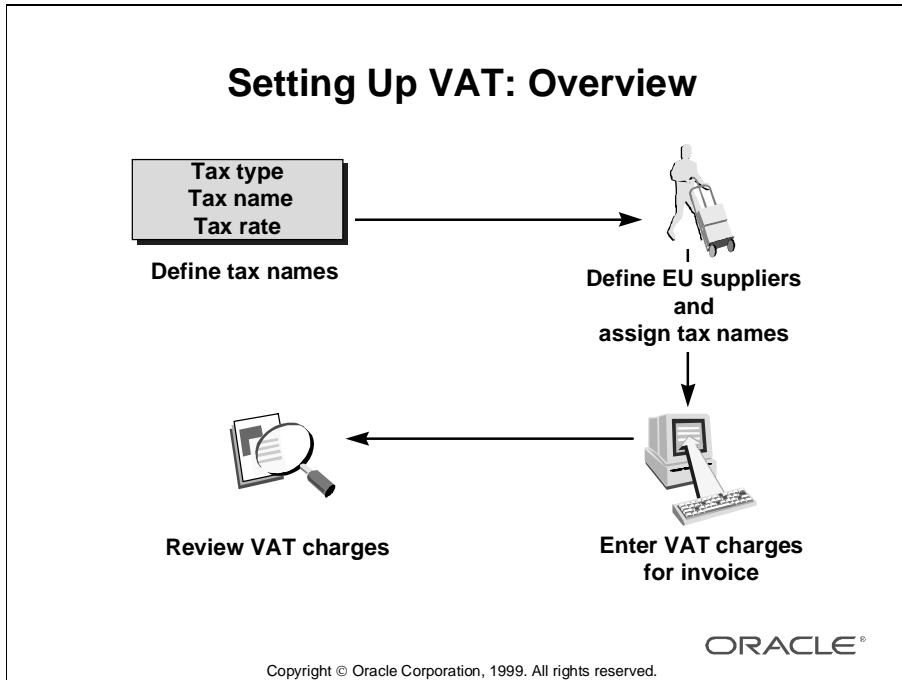 Setting Up VAT: Overview
Tax type
Tax name
Tax rate
Define tax names
Define EU suppliers
and
assign tax names
Review VAT charges
Enter VAT charges
for invoice
ORACLE®
Copyright © Oracle Corporation, 1999. All rights reserved.